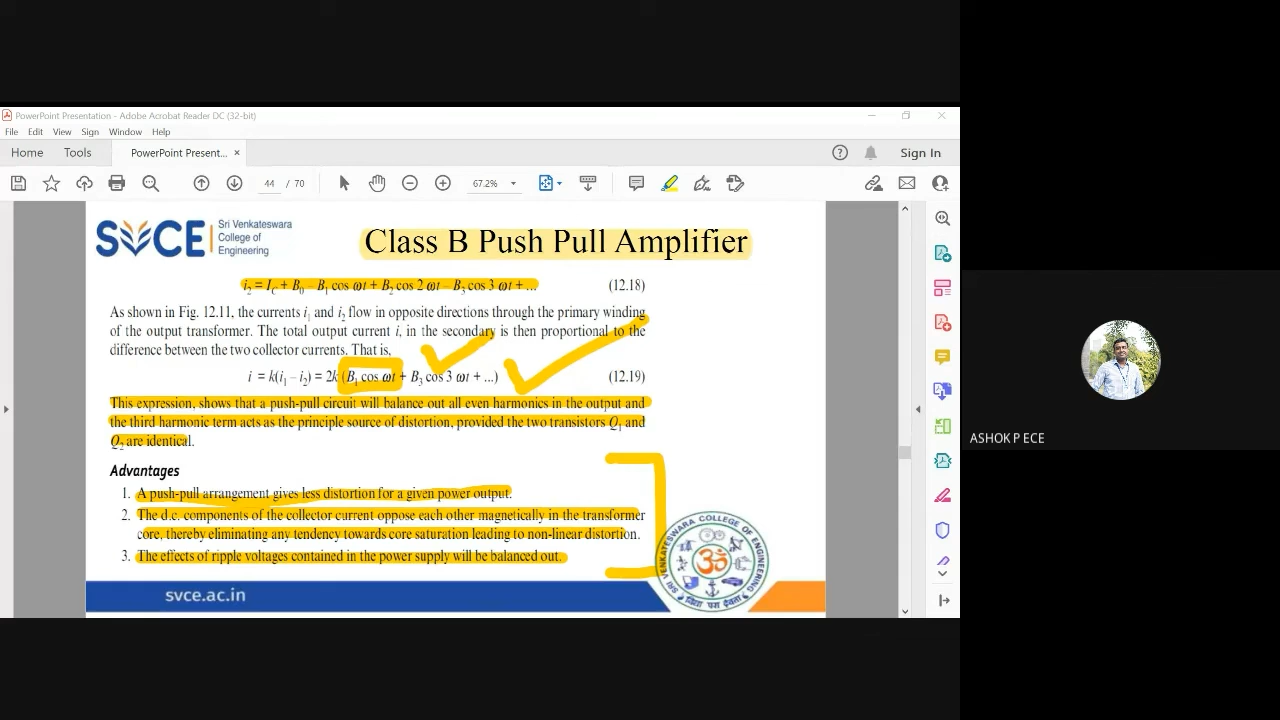 PowerPoint Presentation - Adobe Acrobat Reader DC (32-bit)
File Edit View Sign Window Help
Home Tools PowerPoint Present... × Sign In
44 / 70 67.2%
SVCE Sri Venkateswara
College of
Engineering
Class B Push Pull Amplifier
i₂ = I_C + B₀ – B₁ cos ωt + B₂ cos 2 ωt – B₃ cos 3 ωt + ... (12.18)
As shown in Fig. 12.11, the currents i₁ and i₂ flow in opposite directions through the primary winding
of the output transformer. The total output current i, in the secondary is then proportional to the
difference between the two collector currents. That is,
i = k(i₁ – i₂) = 2k (B₁ cos ωt + B₃ cos 3 ωt + ...) (12.19)
This expression, shows that a push-pull circuit will balance out all even harmonics in the output and
the third harmonic term acts as the principle source of distortion, provided the two transistors Q₁ and
Q₂ are identical.
Advantages
1. A push-pull arrangement gives less distortion for a given power output.
2. The d.c. components of the collector current oppose each other magnetically in the transformer
core, thereby eliminating any tendency towards core saturation leading to non-linear distortion.
3. The effects of ripple voltages contained in the power supply will be balanced out.
SRI VENKATESWARA COLLEGE OF ENGINEERING
ॐ
svce.ac.in
ASHOK P ECE